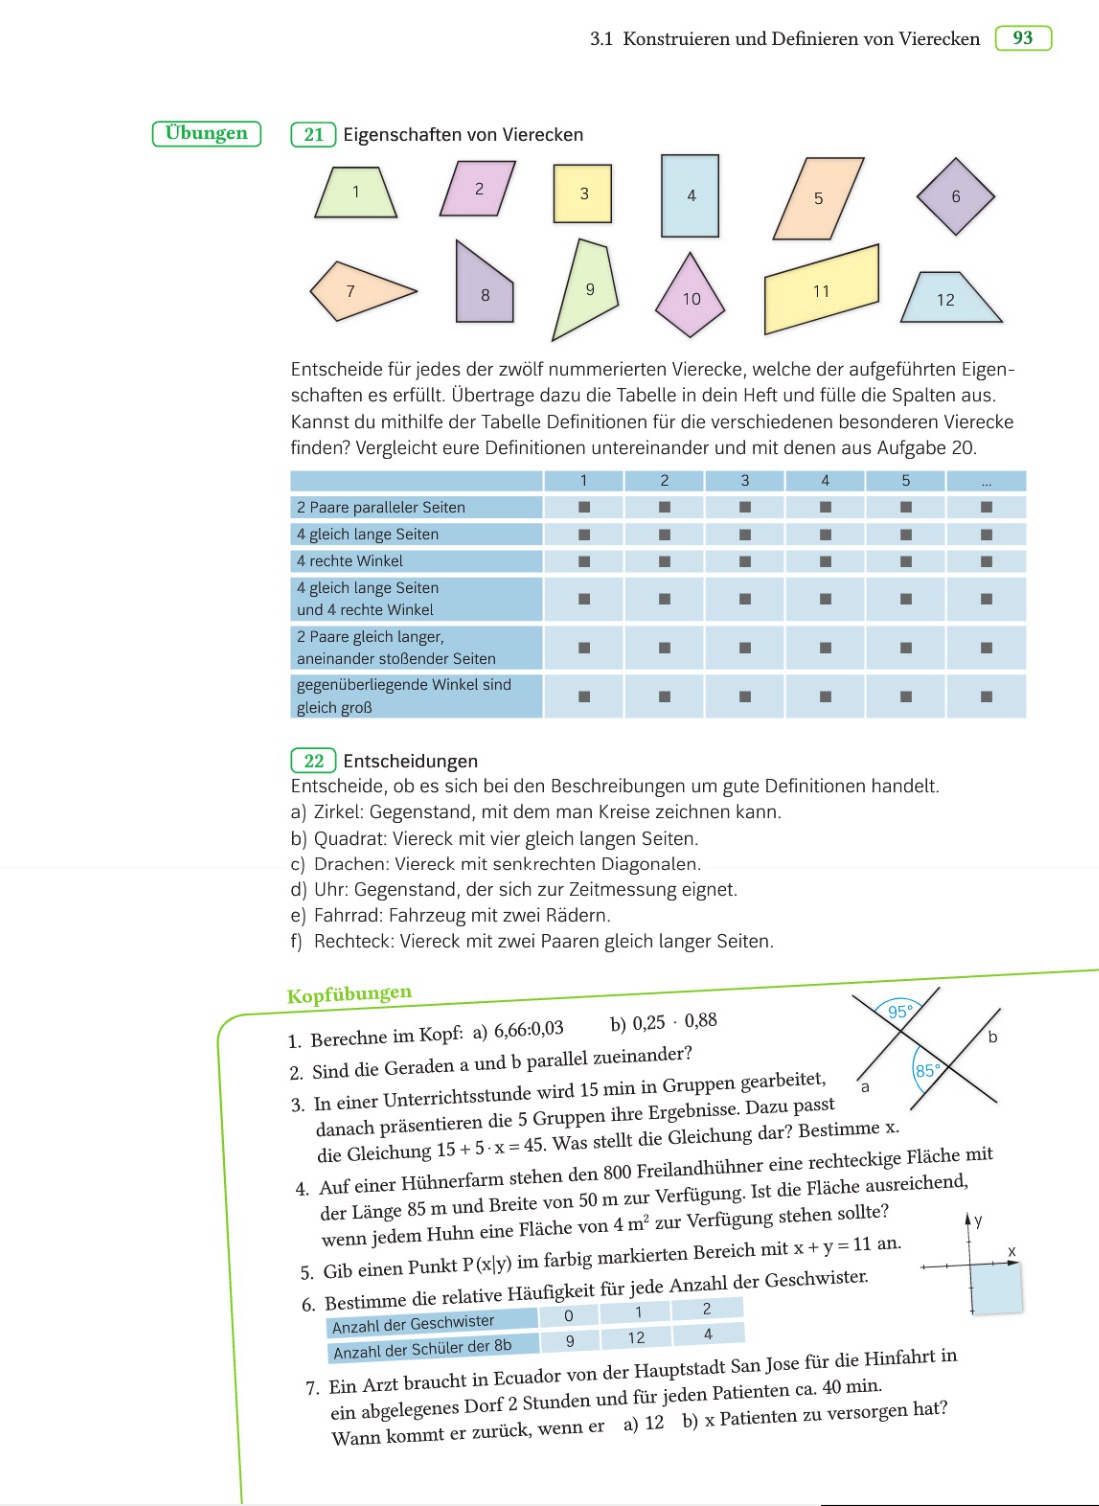 3.1 Konstruieren und Definieren von Vierecken 93
Übungen
21 Eigenschaften von Vierecken
1 2 3 4 5 6
7 8 9 10 11 12
Entscheide für jedes der zwölf nummerierten Vierecke, welche der aufgeführten Eigen-
schaften es erfüllt. Übertrage dazu die Tabelle in dein Heft und fülle die Spalten aus.
Kannst du mithilfe der Tabelle Definitionen für die verschiedenen besonderen Vierecke
finden? Vergleicht eure Definitionen untereinander und mit denen aus Aufgabe 20.
1 2 3 4 5 ...
2 Paare paralleler Seiten ■ ■ ■ ■ ■ ■
4 gleich lange Seiten ■ ■ ■ ■ ■ ■
4 rechte Winkel ■ ■ ■ ■ ■ ■
4 gleich lange Seiten
und 4 rechte Winkel ■ ■ ■ ■ ■ ■
2 Paare gleich langer,
aneinander stoßender Seiten ■ ■ ■ ■ ■ ■
gegenüberliegende Winkel sind
gleich groß ■ ■ ■ ■ ■ ■
22 Entscheidungen
Entscheide, ob es sich bei den Beschreibungen um gute Definitionen handelt.
a) Zirkel: Gegenstand, mit dem man Kreise zeichnen kann.
b) Quadrat: Viereck mit vier gleich langen Seiten.
c) Drachen: Viereck mit senkrechten Diagonalen.
d) Uhr: Gegenstand, der sich zur Zeitmessung eignet.
e) Fahrrad: Fahrzeug mit zwei Rädern.
f) Rechteck: Viereck mit zwei Paaren gleich langer Seiten.
Kopfübungen
1. Berechne im Kopf: a) 6,66:0,03 b) 0,25 · 0,88
2. Sind die Geraden a und b parallel zueinander?
95°
b
85°
a
3. In einer Unterrichtsstunde wird 15 min in Gruppen gearbeitet,
danach präsentieren die 5 Gruppen ihre Ergebnisse. Dazu passt
die Gleichung 15 + 5 · x = 45. Was stellt die Gleichung dar? Bestimme x.
4. Auf einer Hühnerfarm stehen den 800 Freilandhühner eine rechteckige Fläche mit
der Länge 85 m und Breite von 50 m zur Verfügung. Ist die Fläche ausreichend,
wenn jedem Huhn eine Fläche von 4 m² zur Verfügung stehen sollte?
5. Gib einen Punkt P(x|y) im farbig markierten Bereich mit x + y = 11 an.
y
x
6. Bestimme die relative Häufigkeit für jede Anzahl der Geschwister.
Anzahl der Geschwister 0 1 2
Anzahl der Schüler der 8b 9 12 4
7. Ein Arzt braucht in Ecuador von der Hauptstadt San Jose für die Hinfahrt in
ein abgelegenes Dorf 2 Stunden und für jeden Patienten ca. 40 min.
Wann kommt er zurück, wenn er a) 12 b) x Patienten zu versorgen hat?